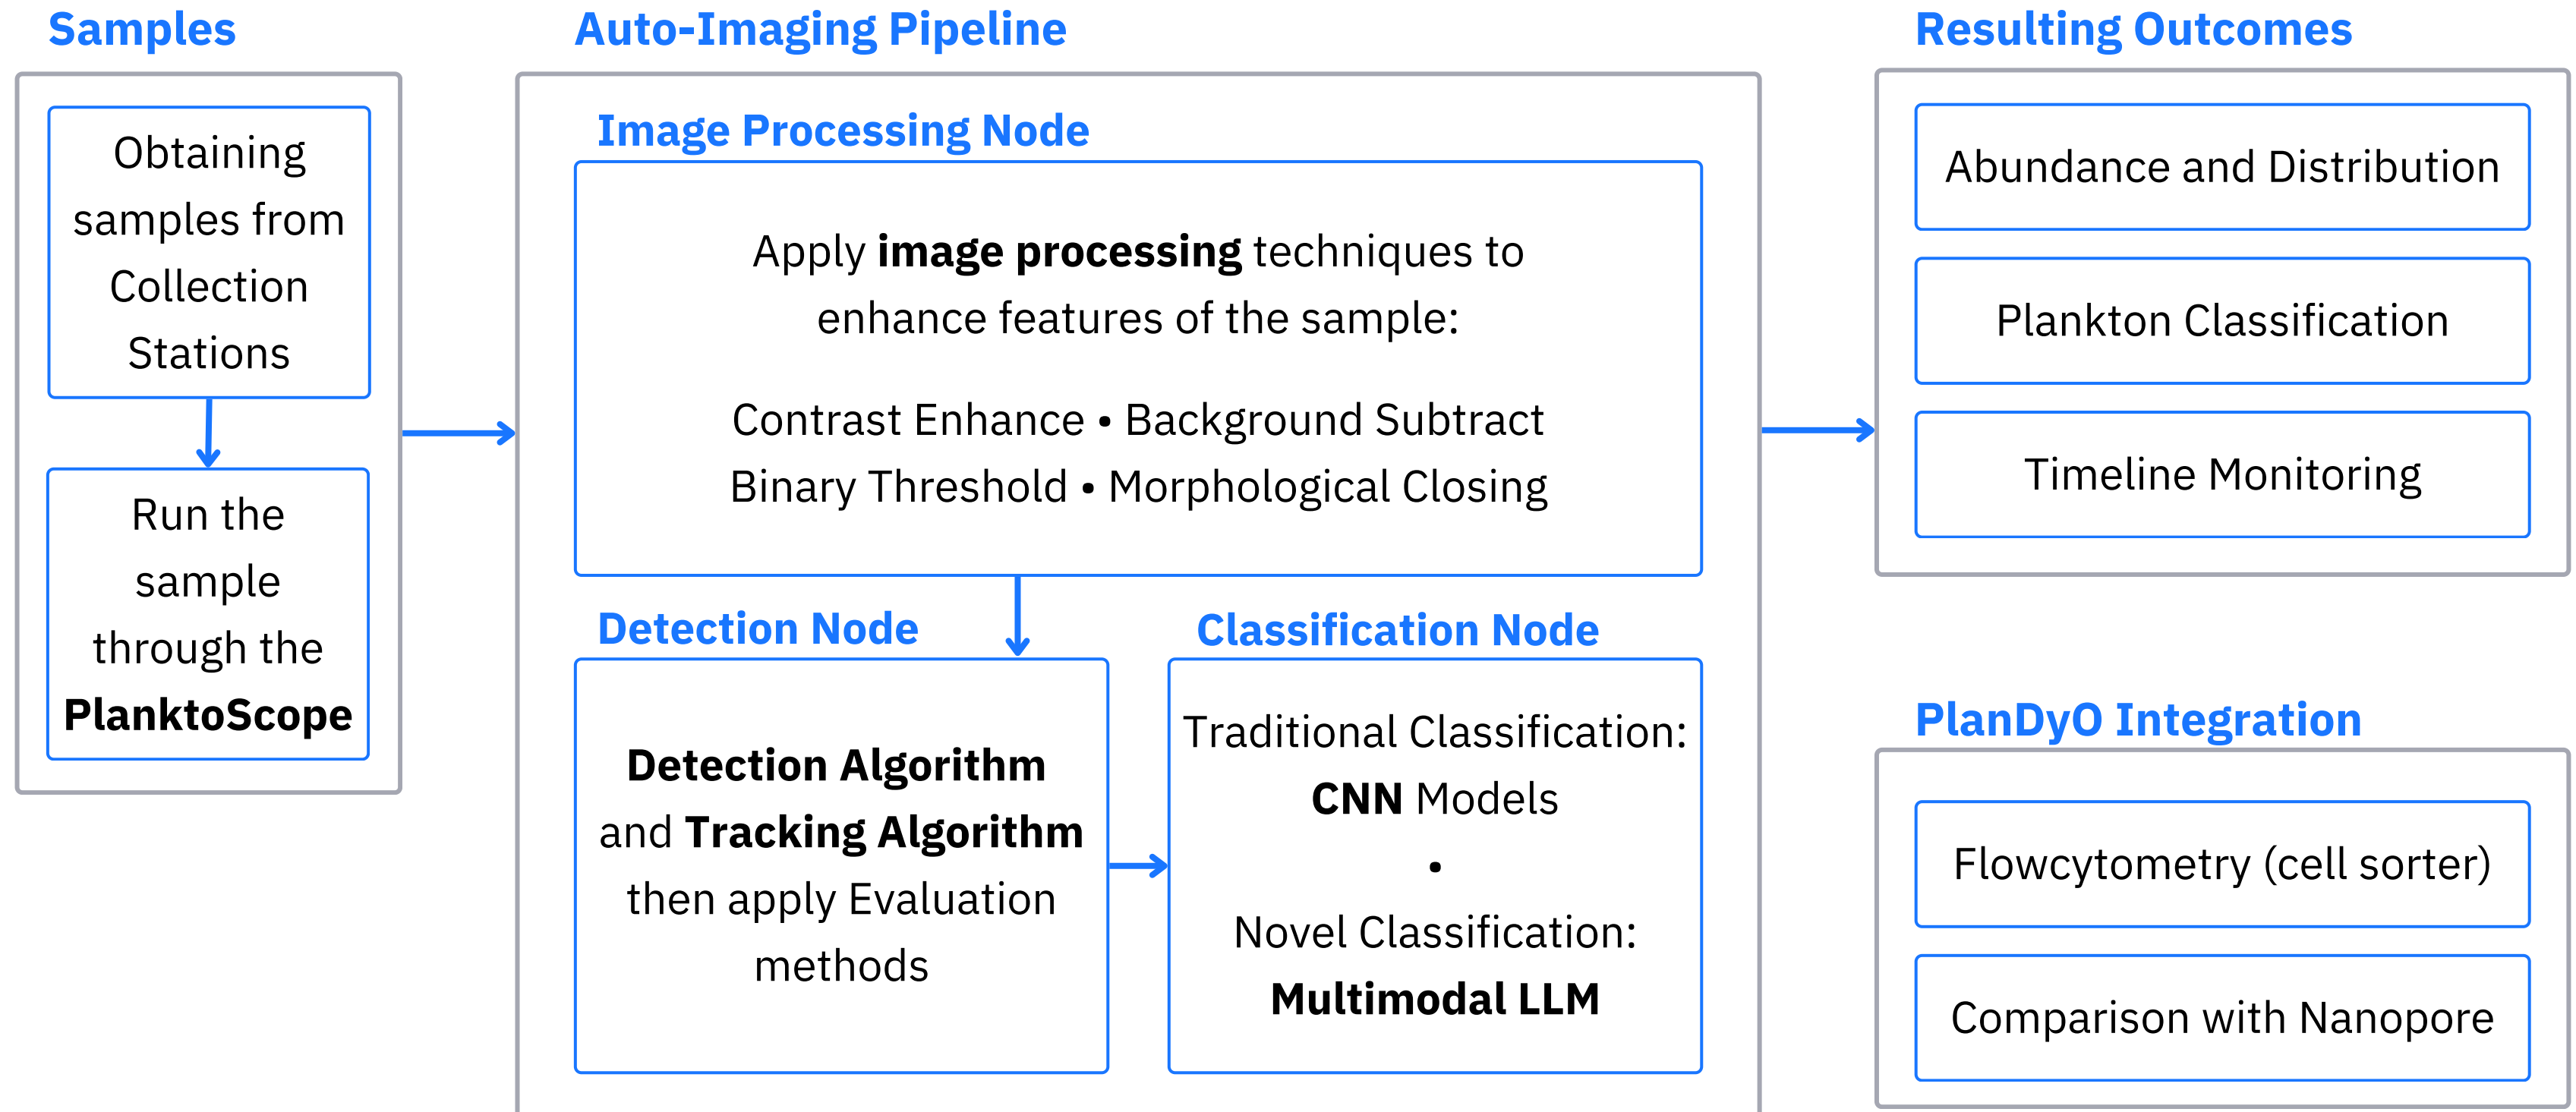 Samples
Obtaining
samples from
Collection
Stations
Run the
sample
through the
PlanktoScope
Auto-Imaging Pipeline
Image Processing Node
Apply image processing techniques to
enhance features of the sample:
Contrast Enhance • Background Subtract
Binary Threshold • Morphological Closing
Detection Node
Detection Algorithm
and Tracking Algorithm
then apply Evaluation
methods
Classification Node
Traditional Classification:
CNN Models
•
Novel Classification:
Multimodal LLM
Resulting Outcomes
Abundance and Distribution
Plankton Classification
Timeline Monitoring
PlanDyO Integration
Flowcytometry (cell sorter)
Comparison with Nanopore